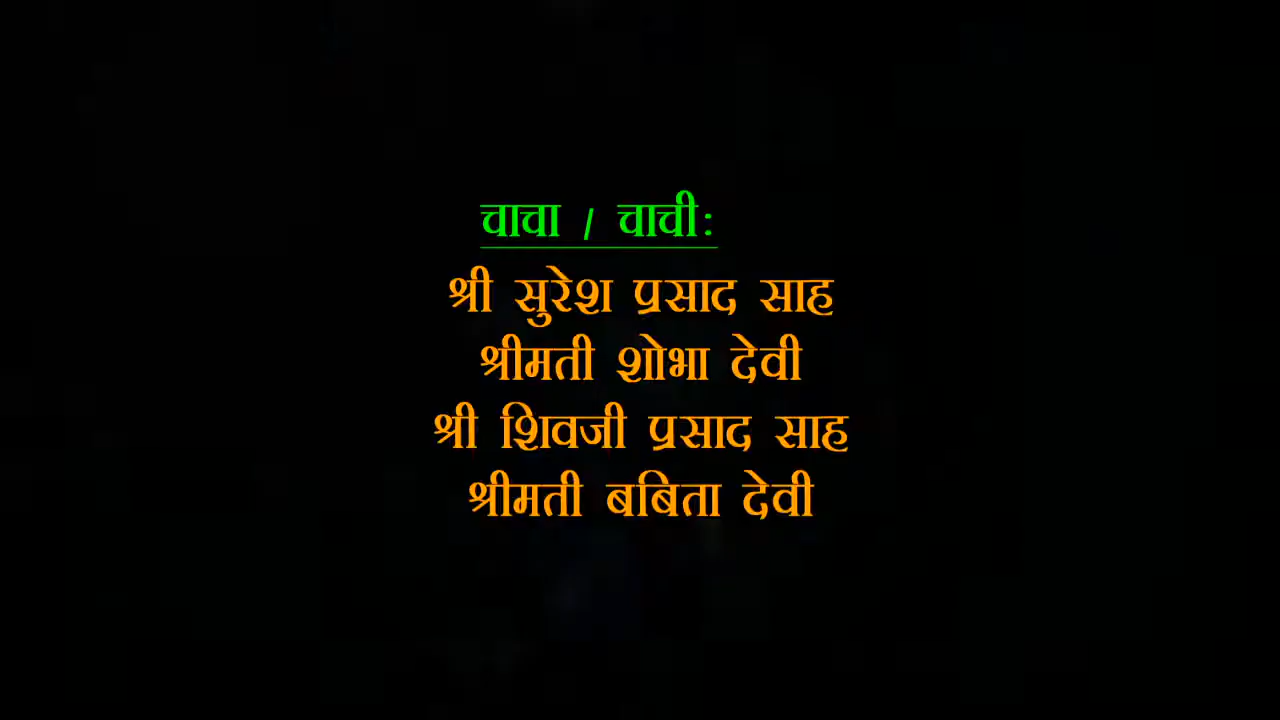 चाचा / चाची:
श्री सुरेश प्रसाद साह
श्रीमती शोभा देवी
श्री शिवजी प्रसाद साह
श्रीमती बबिता देवी